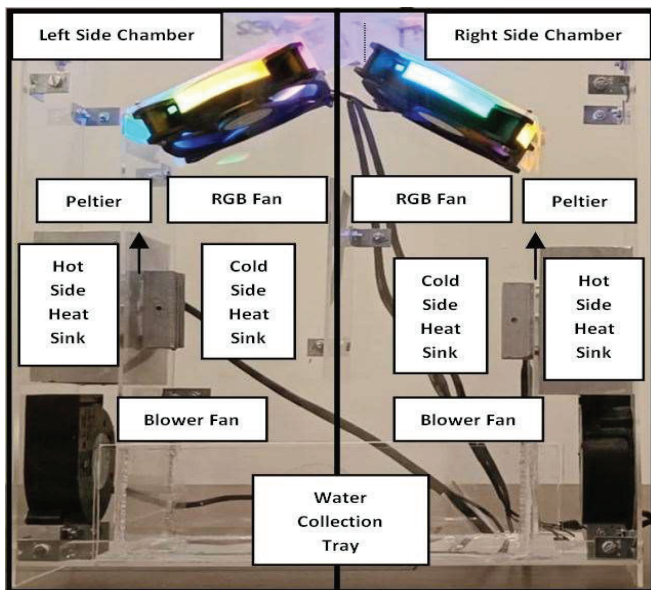 Left Side Chamber
Right Side Chamber
Peltier
RGB Fan
RGB Fan
Peltier
Hot
Side
Heat
Sink
Cold
Side
Heat
Sink
Cold
Side
Heat
Sink
Hot
Side
Heat
Sink
Blower Fan
Blower Fan
Water
Collection
Tray